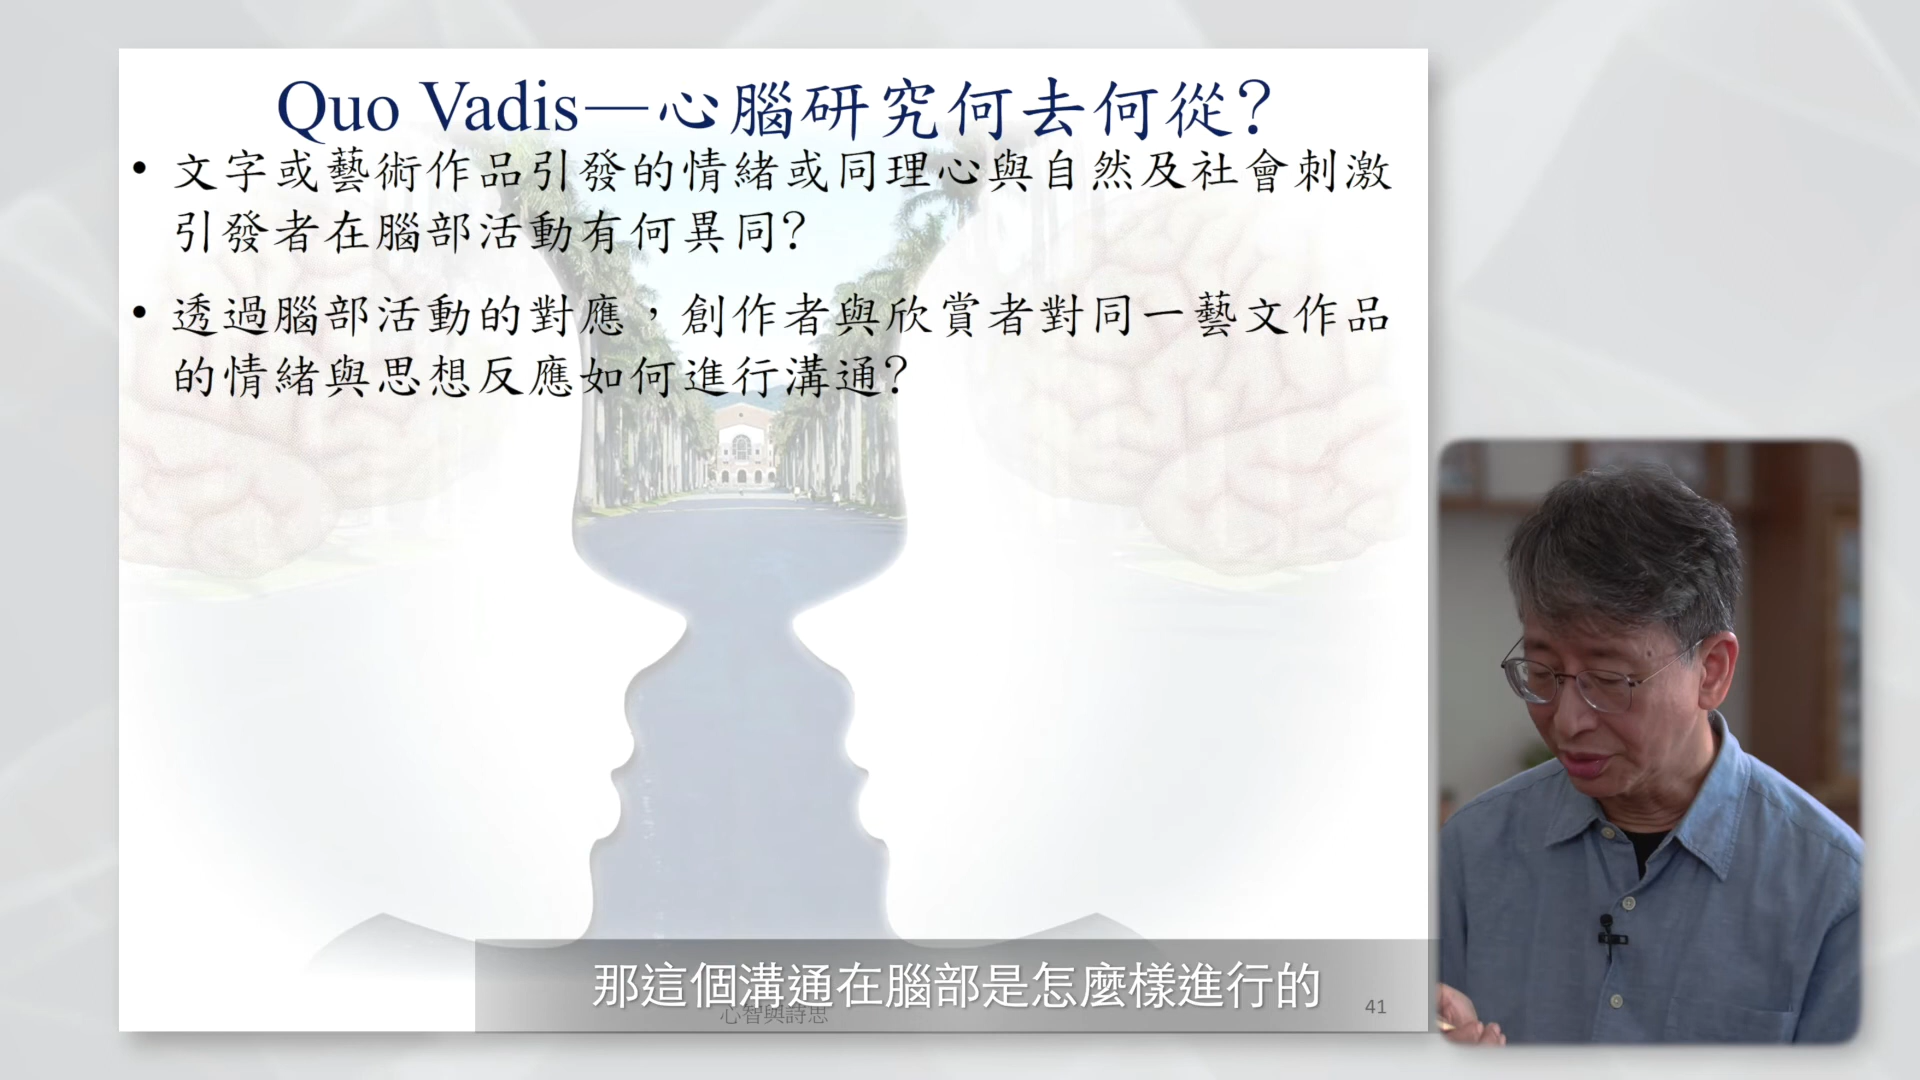 Quo Vadis—心腦研究何去何從?
• 文字或藝術作品引發的情緒或同理心與自然及社會刺激
引發者在腦部活動有何異同?
• 透過腦部活動的對應，創作者與欣賞者對同一藝文作品
的情緒與思想反應如何進行溝通?
那這個溝通在腦部是怎麼樣進行的
心智與詩思
41